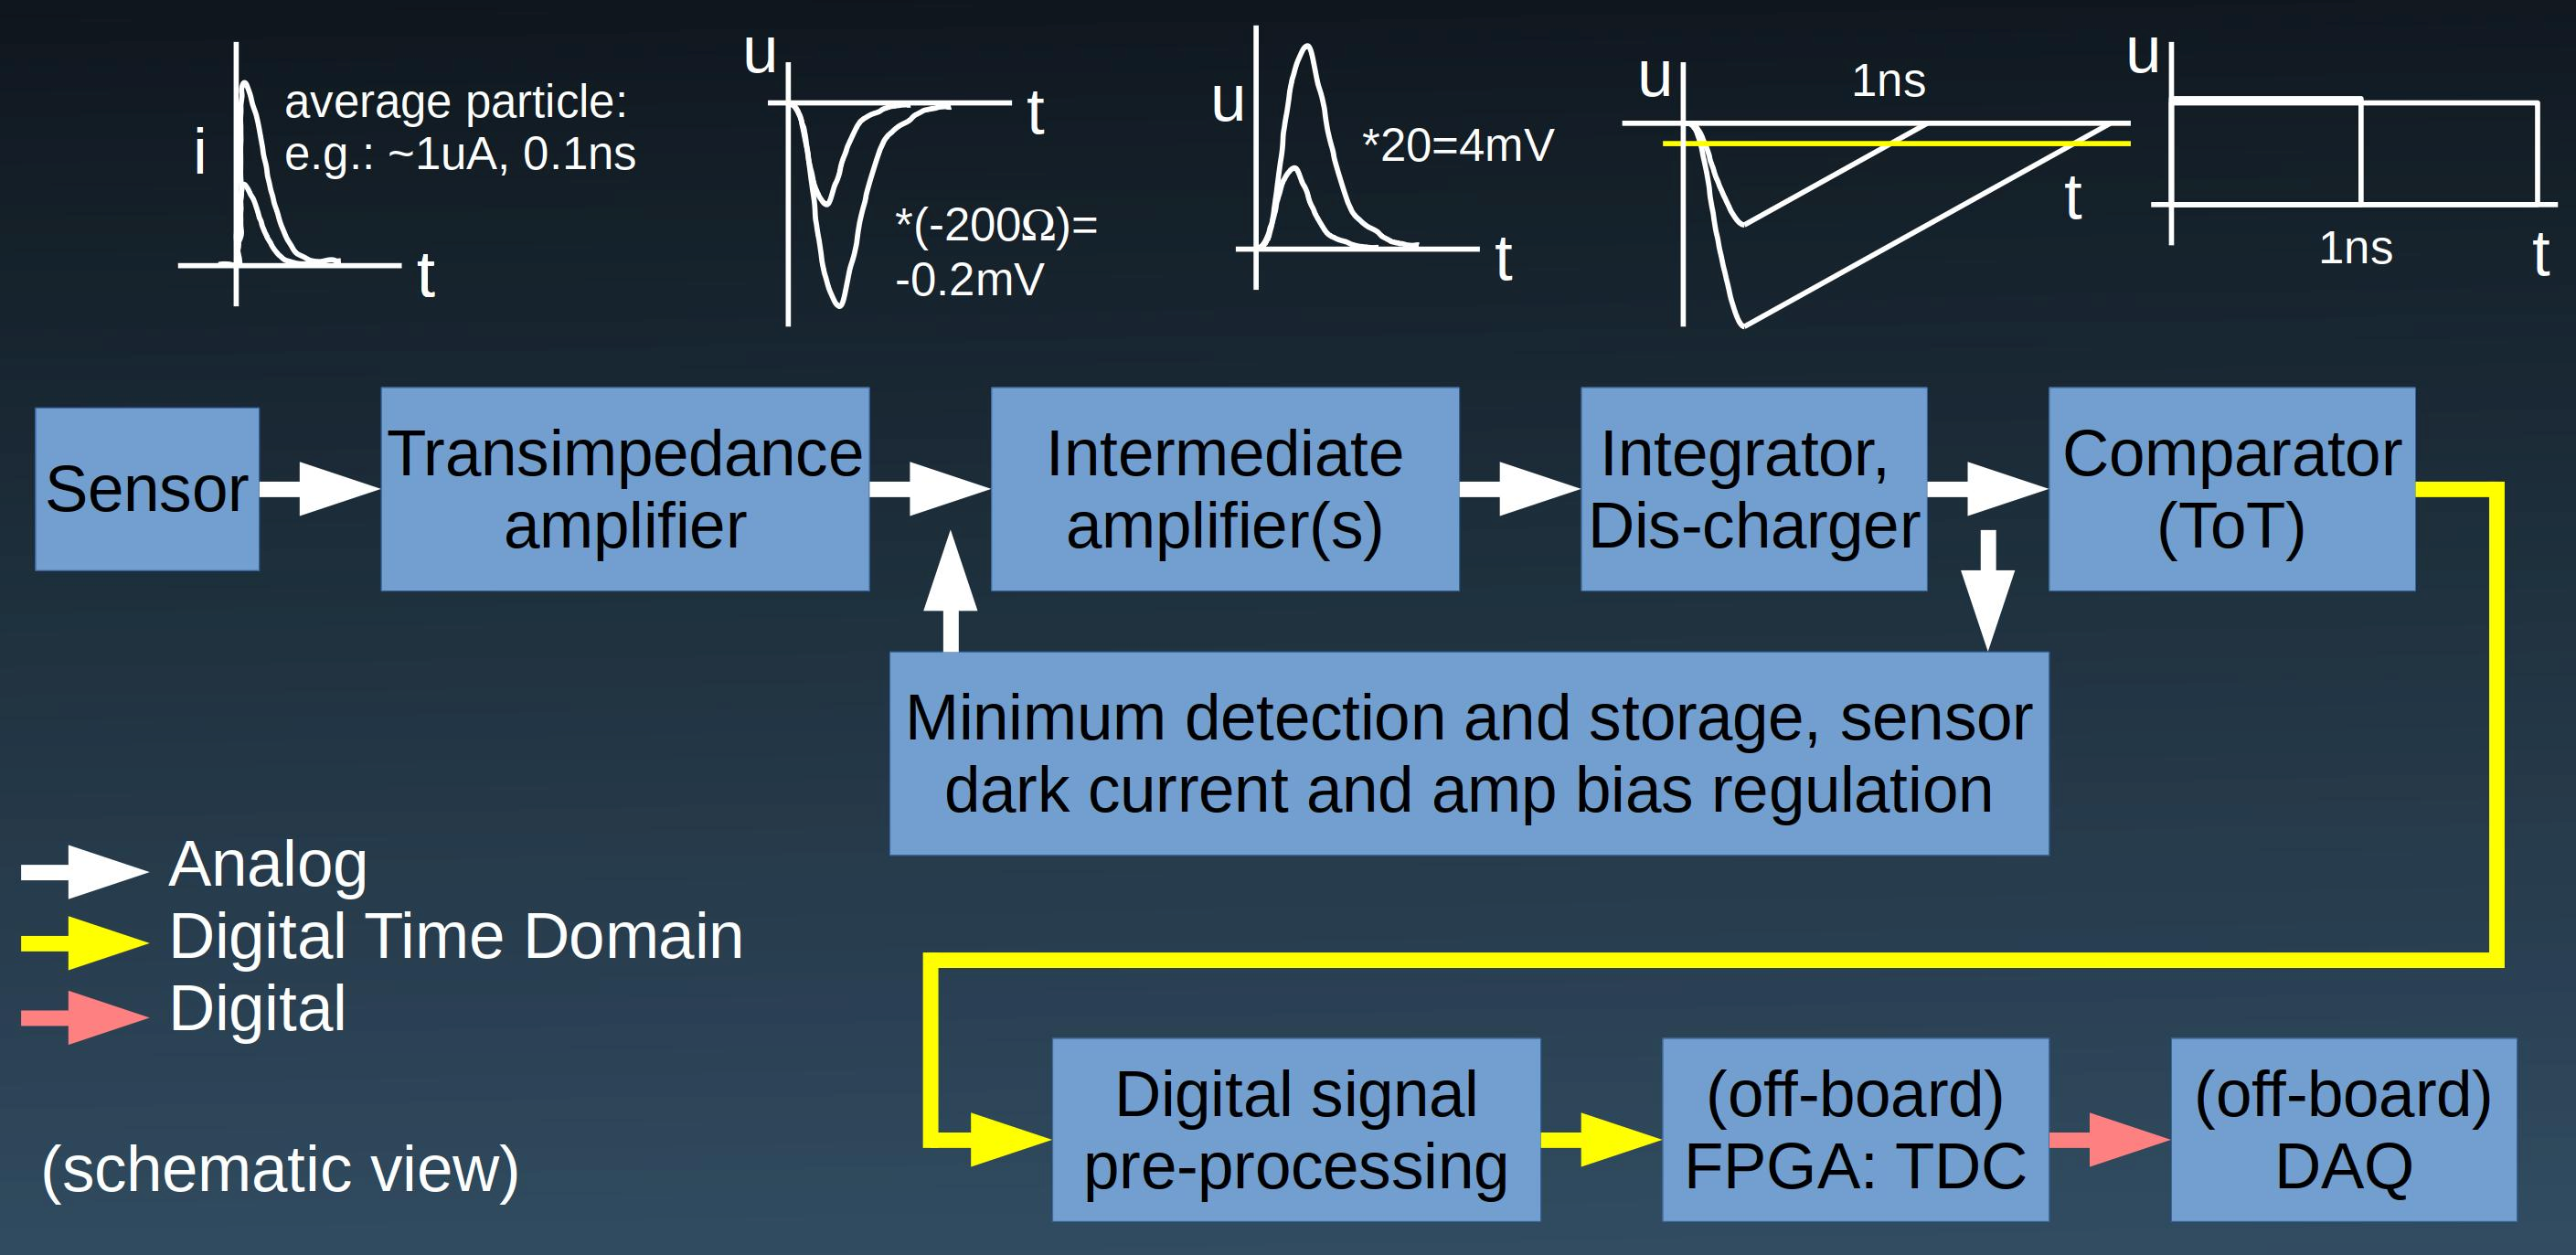 i
average particle:
e.g.: ~1uA, 0.1ns
t
u
t
*(-200Ω)=
-0.2mV
u
*20=4mV
t
u
1ns
t
u
1ns
t
Sensor
Transimpedance
amplifier
Intermediate
amplifier(s)
Integrator,
Dis-charger
Comparator
(ToT)
Minimum detection and storage, sensor
dark current and amp bias regulation
Analog
Digital Time Domain
Digital
(schematic view)
Digital signal
pre-processing
(off-board)
FPGA: TDC
(off-board)
DAQ